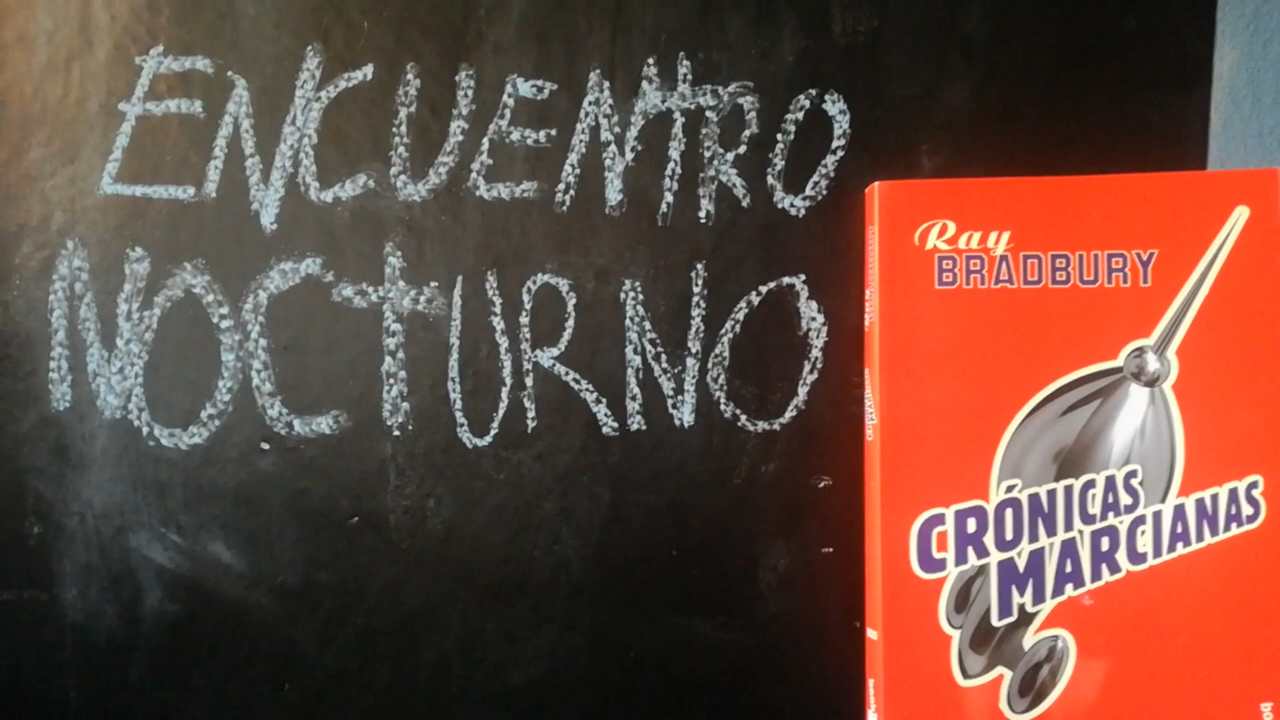 ENCUENTRO
NOCTURNO
Ray
BRADBURY
CRÓNICAS
MARCIANAS